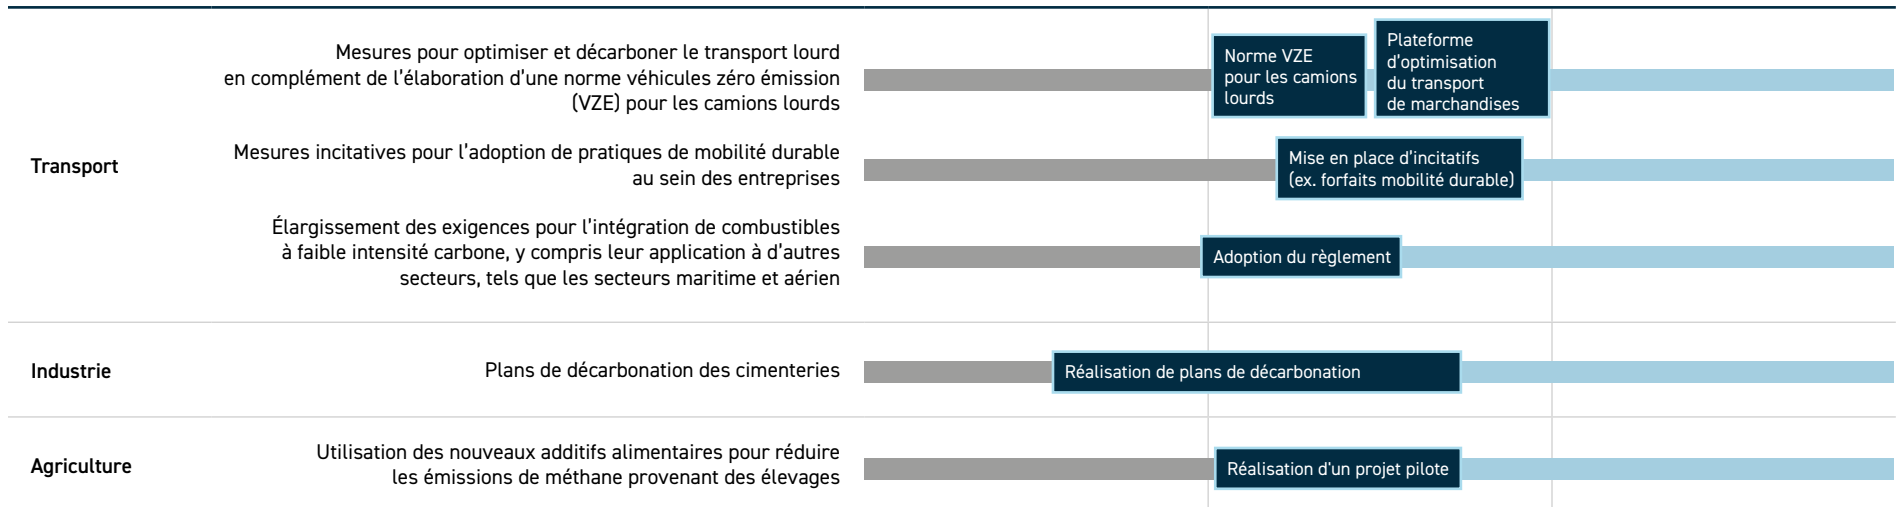 Mesures pour optimiser et décarboner le transport lourd
en complément de l'élaboration d'une norme véhicules zéro émission
(VZE) pour les camions lourds
Norme VZE
pour les camions
lourds
Plateforme
d'optimisation
du transport
de marchandises
Transport
Mesures incitatives pour l'adoption de pratiques de mobilité durable
au sein des entreprises
Mise en place d'incitatifs
(ex. forfaits mobilité durable)
Élargissement des exigences pour l'intégration de combustibles
à faible intensité carbone, y compris leur application à d'autres
secteurs, tels que les secteurs maritime et aérien
Adoption du règlement
Industrie
Plans de décarbonation des cimenteries
Réalisation de plans de décarbonation
Agriculture
Utilisation des nouveaux additifs alimentaires pour réduire
les émissions de méthane provenant des élevages
Réalisation d'un projet pilote